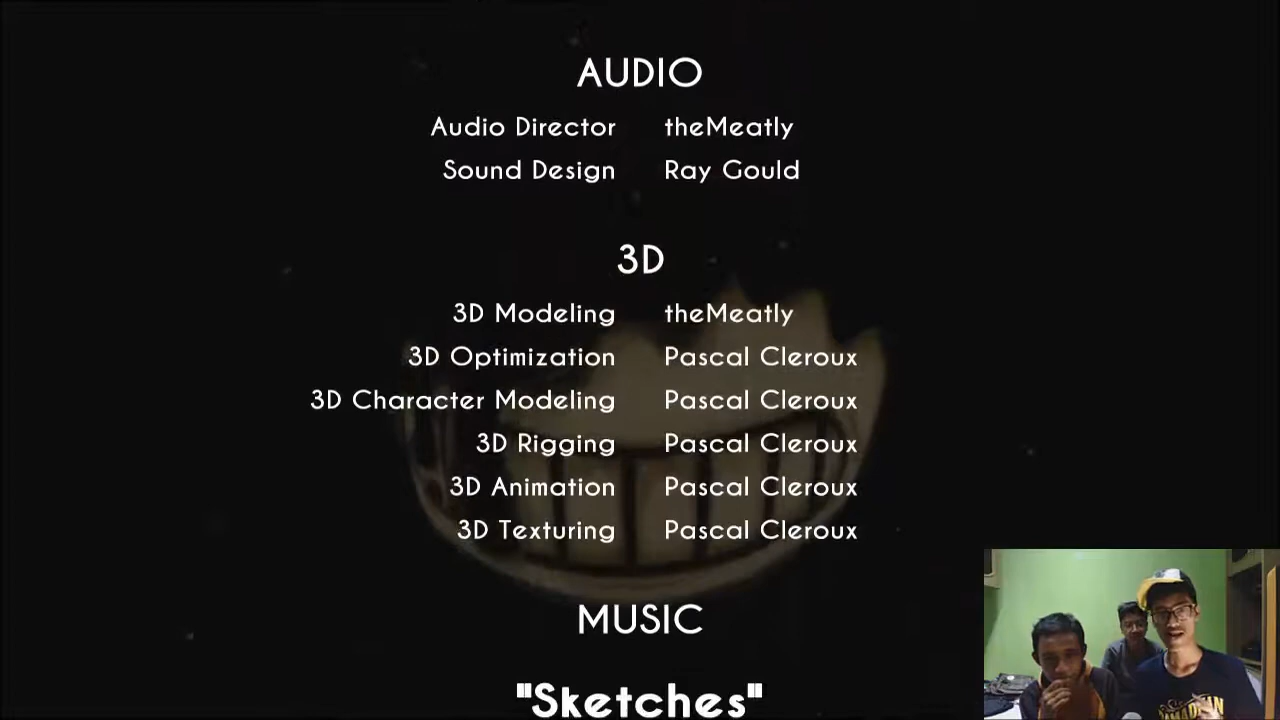 AUDIO
Audio Director theMeatly
Sound Design Ray Gould
3D
3D Modeling theMeatly
3D Optimization Pascal Cleroux
3D Character Modeling Pascal Cleroux
3D Rigging Pascal Cleroux
3D Animation Pascal Cleroux
3D Texturing Pascal Cleroux
MUSIC
"Sketches"